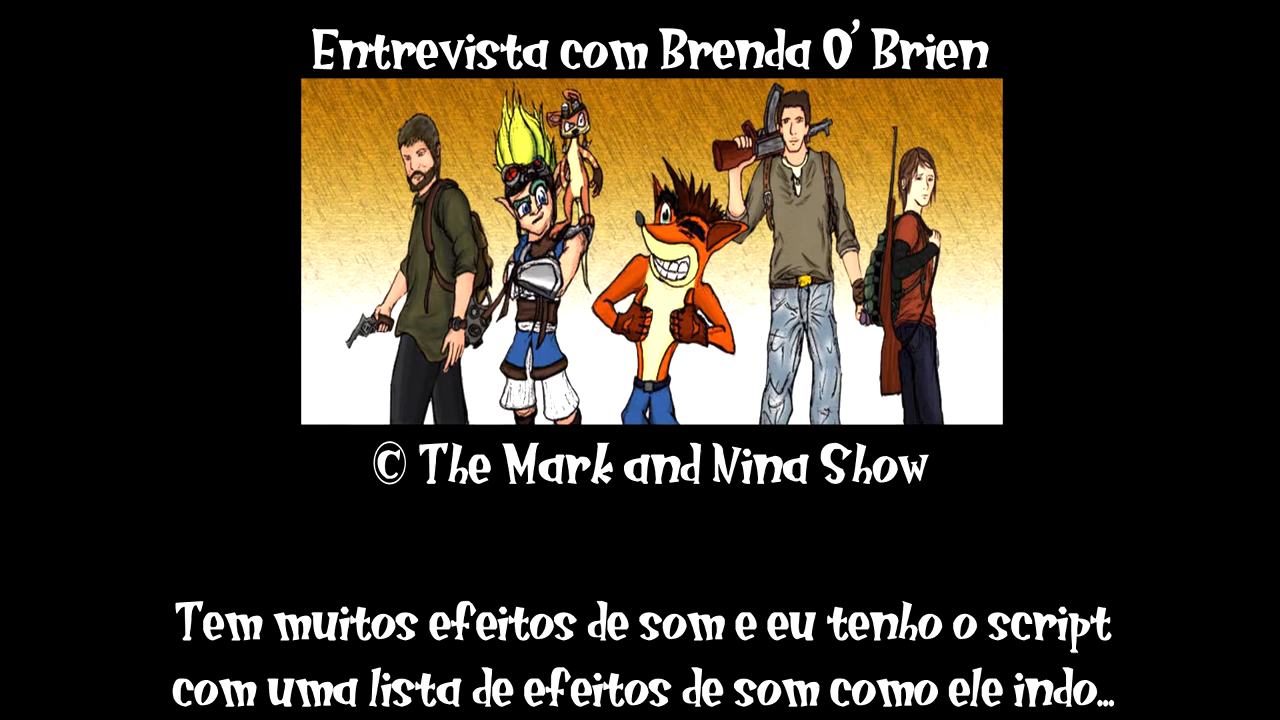 Entrevista com Brenda O' Brien
© The Mark and Nina Show
Tem muitos efeitos de som e eu tenho o script
com uma lista de efeitos de som como ele indo...